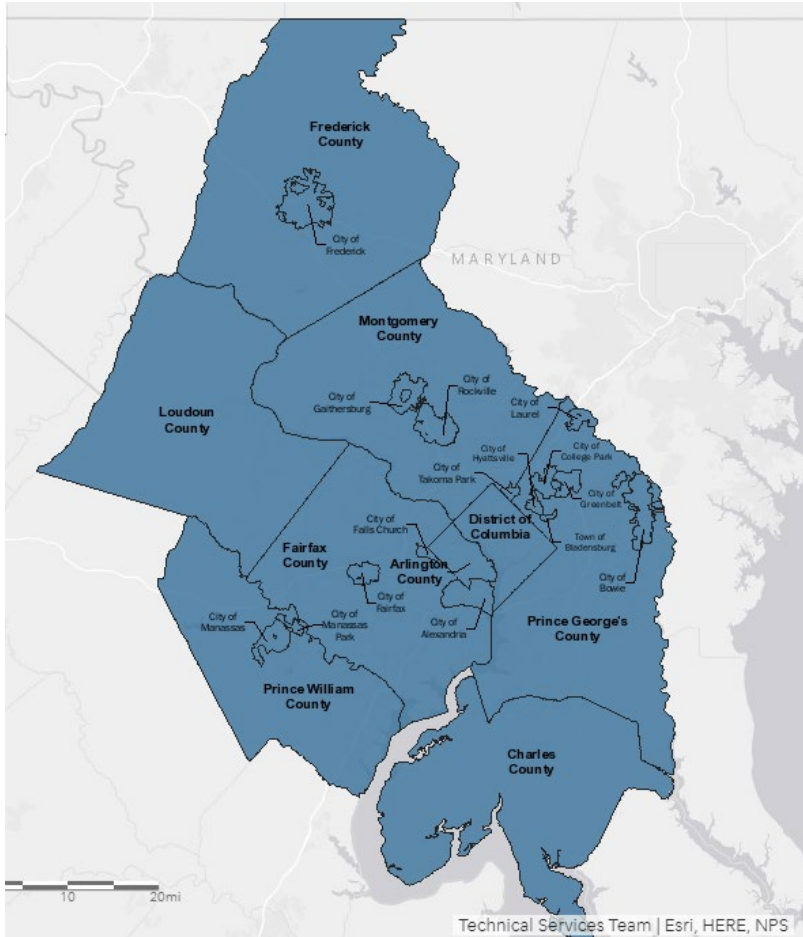 Frederick
County
City of
Frederick
MARYLAND
Montgomery
County
City of
Rockville
City of
Gaithersburg
City of
Laurel
Loudoun
County
City of
Hyattsville
City of
College Park
City of
Takoma Park
City of
Greenbelt
City of
Falls Church
District of
Columbia
Town of
Bladensburg
Fairfax
County
Arlington
County
City of
Bowie
City of
Fairfax
City of
Manassas
City of
Manassas
Park
City of
Alexandria
Prince George's
County
Prince William
County
Charles
County
10
20mi
Technical Services Team | Esri, HERE, NPS